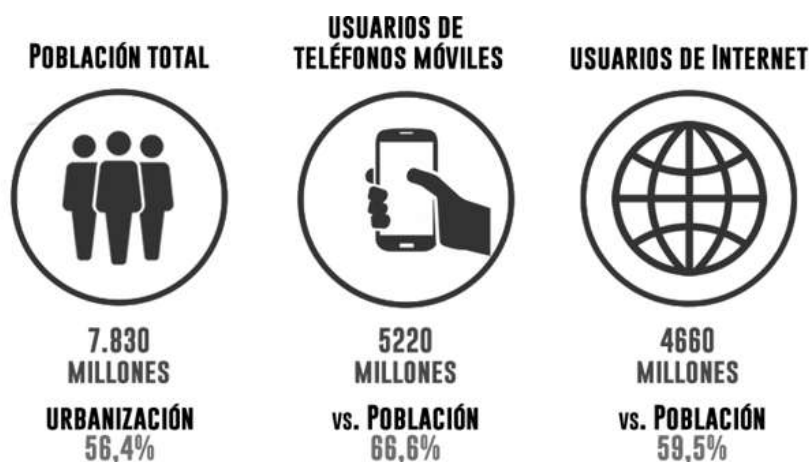 POBLACIÓN TOTAL
7.830
MILLONES
URBANIZACIÓN
56,4%
USUARIOS DE
TELÉFONOS MÓVILES
5220
MILLONES
vs. POBLACIÓN
66,6%
USUARIOS DE INTERNET
4660
MILLONES
vs. POBLACIÓN
59,5%